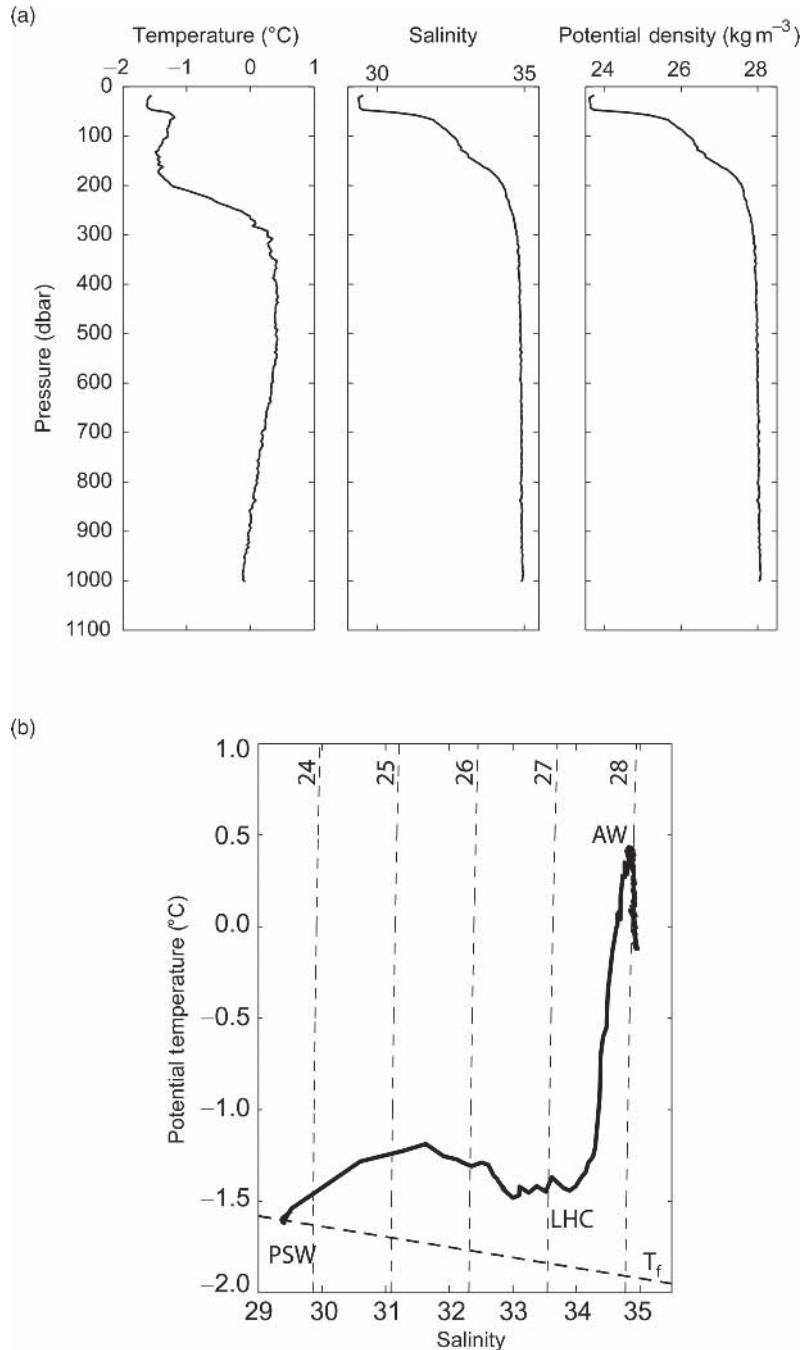 (a)
Temperature (°C)
−2 −1 0 1
Salinity
30 35
Potential density (kg m−3)
24 26 28
Pressure (dbar)
0
100
200
300
400
500
600
700
800
900
1000
1100
(b)
Potential temperature (°C)
1.0
0.5
0.0
−0.5
−1.0
−1.5
−2.0
24 25 26 27 28
AW
LHC
PSW
Tf
29 30 31 32 33 34 35
Salinity